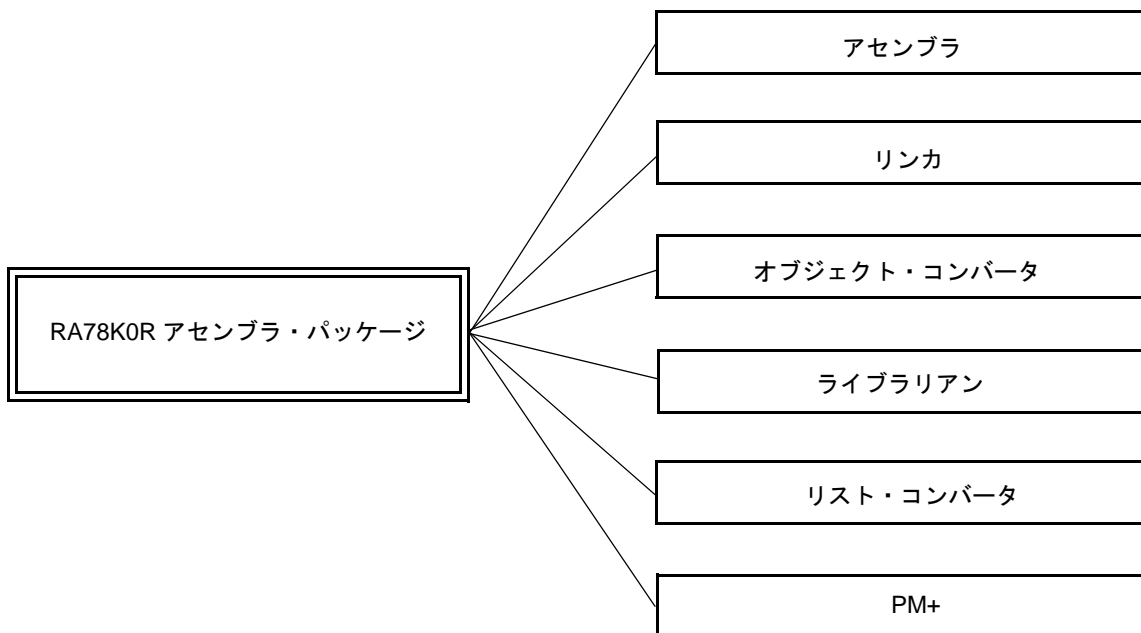 アセンブラ
リンカ
オブジェクト・コンバータ
RA78K0R アセンブラ・パッケージ
ライブラリアン
リスト・コンバータ
PM+